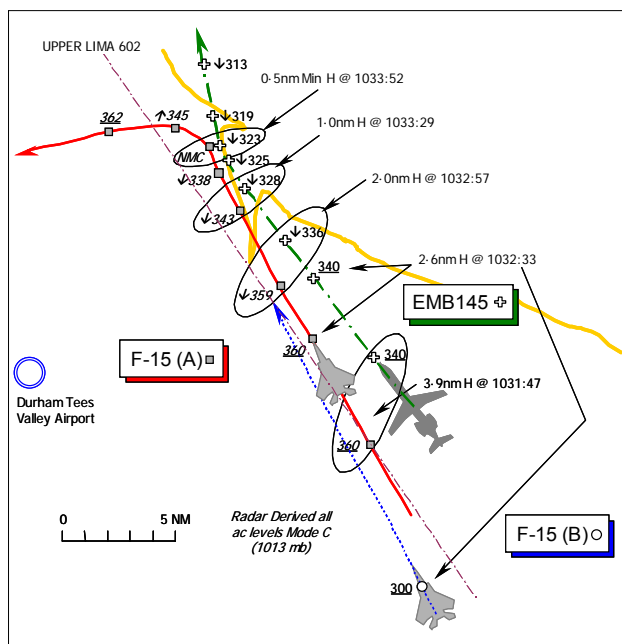 UPPER LIMA 602
↓313
0·5nm Min H @ 1033:52
362
↑345
↓319
1·0nm H @ 1033:29
NMC
↓323
↓325
↓338
↓328
2·0nm H @ 1032:57
↓343
↓336
2·6nm H @ 1032:33
340
↓359
EMB145
F-15 (A)
360
340
Durham Tees
Valley Airport
3·9nm H @ 1031:47
360
0 5 NM
Radar Derived all
ac levels Mode C
(1013 mb)
F-15 (B)
300